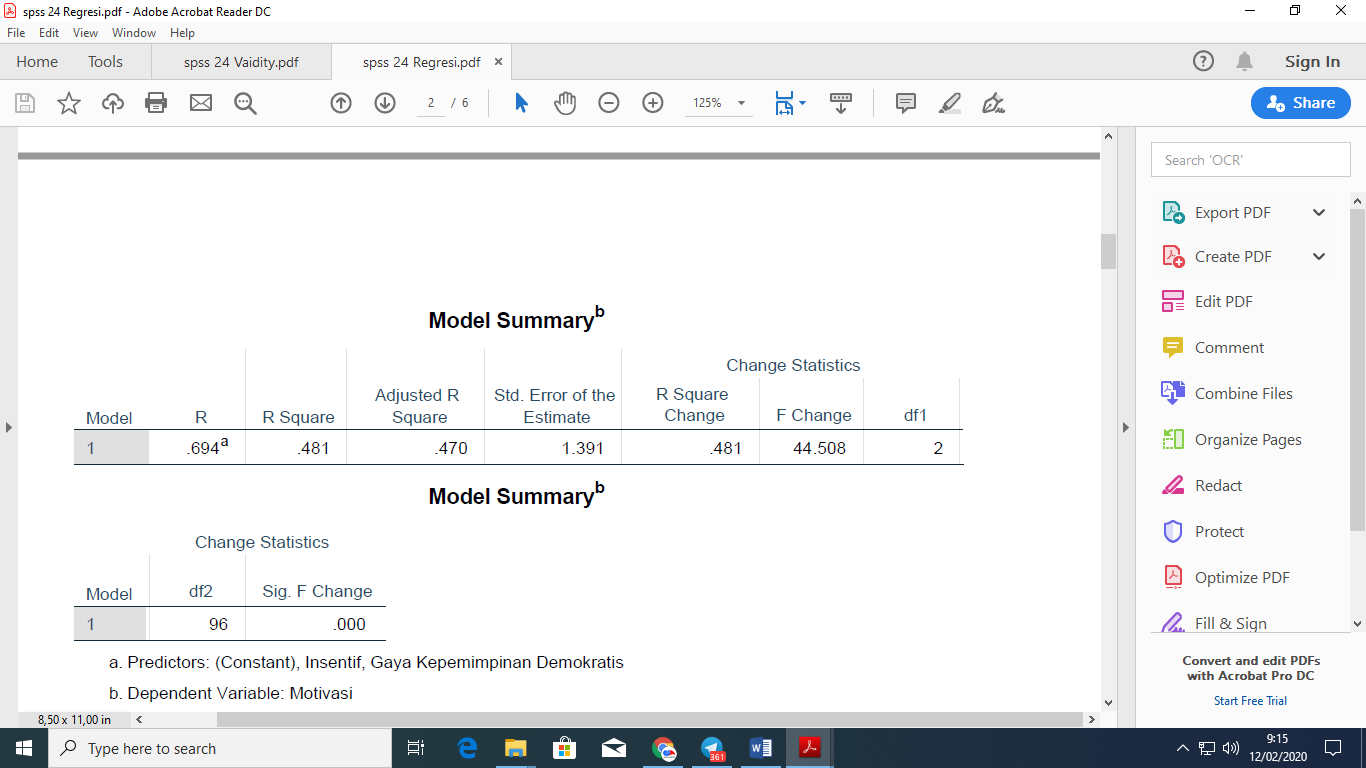 spss 24 Regresi.pdf - Adobe Acrobat Reader DC
File Edit View Window Help
Home Tools spss 24 Vaidity.pdf spss 24 Regresi.pdf × Sign In
2 / 6 125% Share
Search 'OCR'
Export PDF
Create PDF
Edit PDF
Comment
Combine Files
Organize Pages
Redact
Protect
Optimize PDF
Fill & Sign
Convert and edit PDFs
with Acrobat Pro DC
Start Free Trial
Model Summaryb
Change Statistics
Model R R Square Adjusted R Square Std. Error of the Estimate R Square Change F Change df1
1 .694a .481 .470 1.391 .481 44.508 2
Model Summaryb
Change Statistics
Model df2 Sig. F Change
1 96 .000
a. Predictors: (Constant), Insentif, Gaya Kepemimpinan Demokratis
b. Dependent Variable: Motivasi
8,50 x 11,00 in
Type here to search
361
9:15
12/02/2020